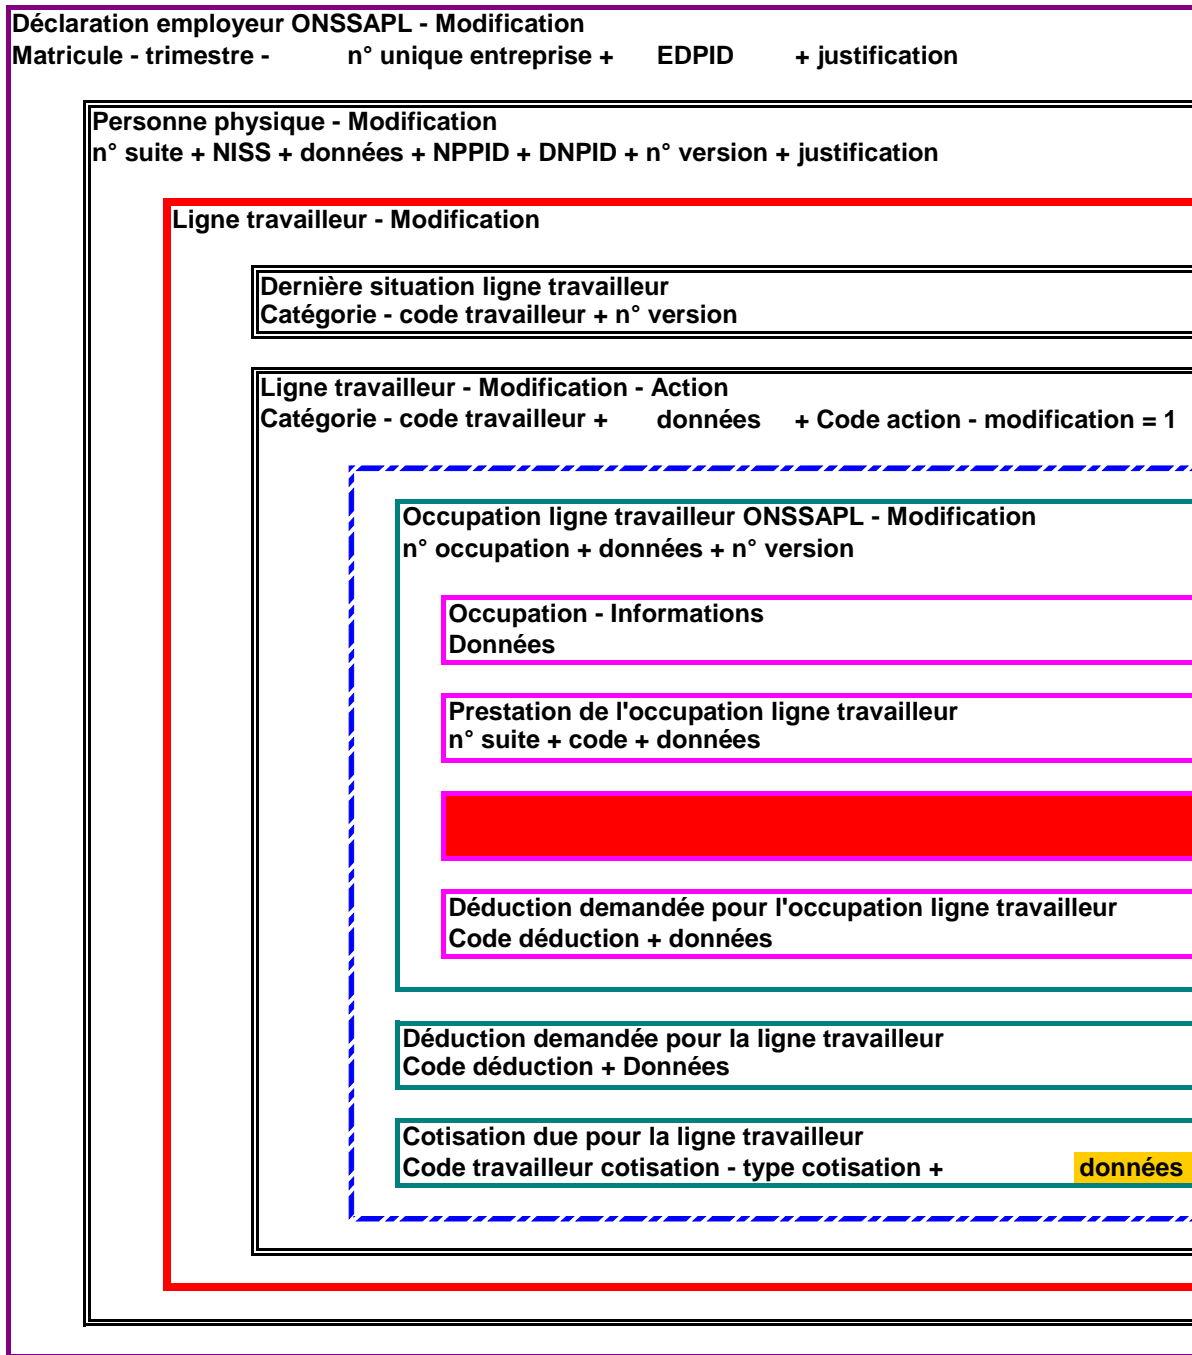 Déclaration employeur ONSSAPL - Modification
Matricule - trimestre - n° unique entreprise + EDPID + justification
Personne physique - Modification
n° suite + NISS + données + NPPID + DNPID + n° version + justification
Ligne travailleur - Modification
Dernière situation ligne travailleur
Catégorie - code travailleur + n° version
Ligne travailleur - Modification - Action
Catégorie - code travailleur + données + Code action - modification = 1
Occupation ligne travailleur ONSSAPL - Modification
n° occupation + données + n° version
Occupation - Informations
Données
Prestation de l'occupation ligne travailleur
n° suite + code + données
Déduction demandée pour l'occupation ligne travailleur
Code déduction + données
Déduction demandée pour la ligne travailleur
Code déduction + Données
Cotisation due pour la ligne travailleur
Code travailleur cotisation - type cotisation + données